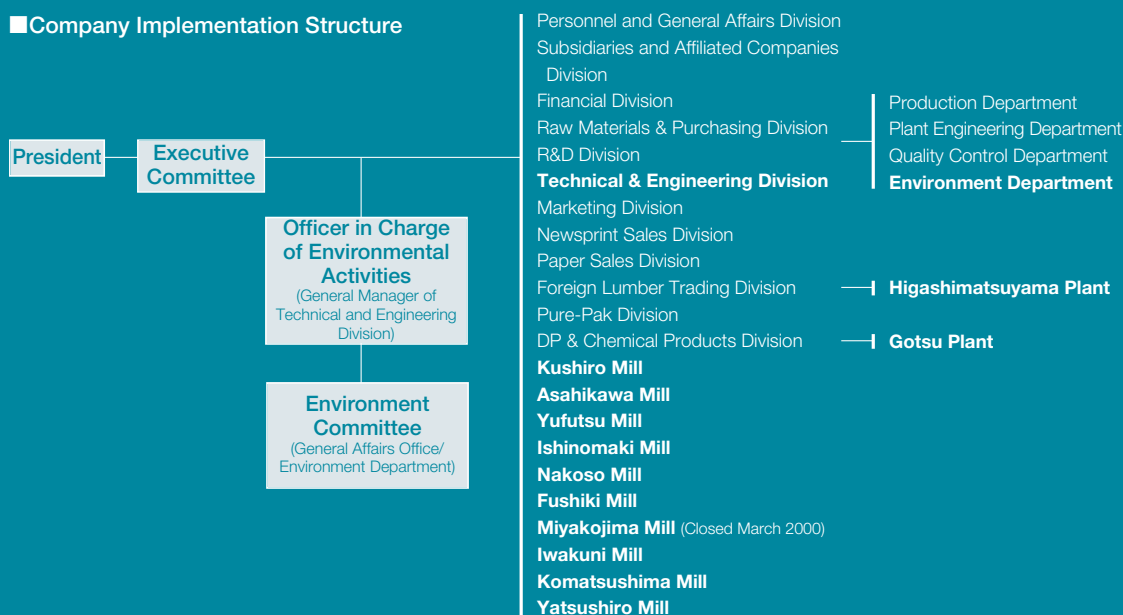 ■Company Implementation Structure
President
Executive
Committee
Officer in Charge
of Environmental
Activities
(General Manager of
Technical and Engineering
Division)
Environment
Committee
(General Affairs Office/
Environment Department)
Personnel and General Affairs Division
Subsidiaries and Affiliated Companies
Division
Financial Division
Raw Materials & Purchasing Division
R&D Division
Technical & Engineering Division
Marketing Division
Newsprint Sales Division
Paper Sales Division
Foreign Lumber Trading Division
Pure-Pak Division
DP & Chemical Products Division
Kushiro Mill
Asahikawa Mill
Yufutsu Mill
Ishinomaki Mill
Nakoso Mill
Fushiki Mill
Miyakojima Mill (Closed March 2000)
Iwakuni Mill
Komatsushima Mill
Yatsushiro Mill
Production Department
Plant Engineering Department
Quality Control Department
Environment Department
Higashimatsuyama Plant
Gotsu Plant